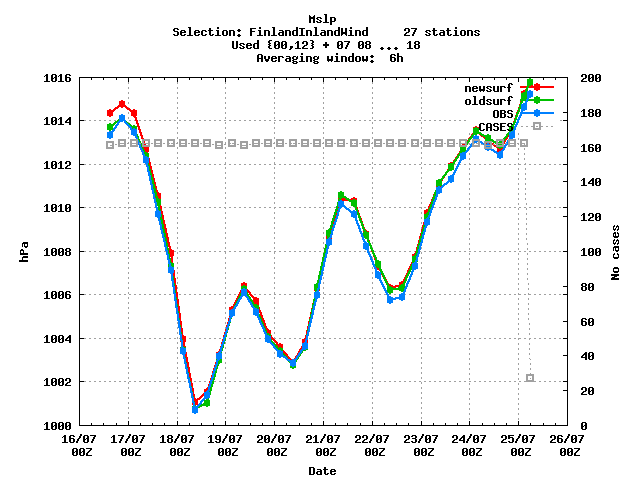 Mslp
Selection: FinlandInlandWind     27 stations
Used {00,12} + 07 08 ... 18
Averaging window:  6h
1016
1014
1012
1010
1008
1006
1004
1002
1000
hPa
200
180
160
140
120
100
80
60
40
20
0
No cases
newsurf
oldsurf
OBS
CASES
16/07 17/07 18/07 19/07 20/07 21/07 22/07 23/07 24/07 25/07 26/07
00Z 00Z 00Z 00Z 00Z 00Z 00Z 00Z 00Z 00Z 00Z
Date